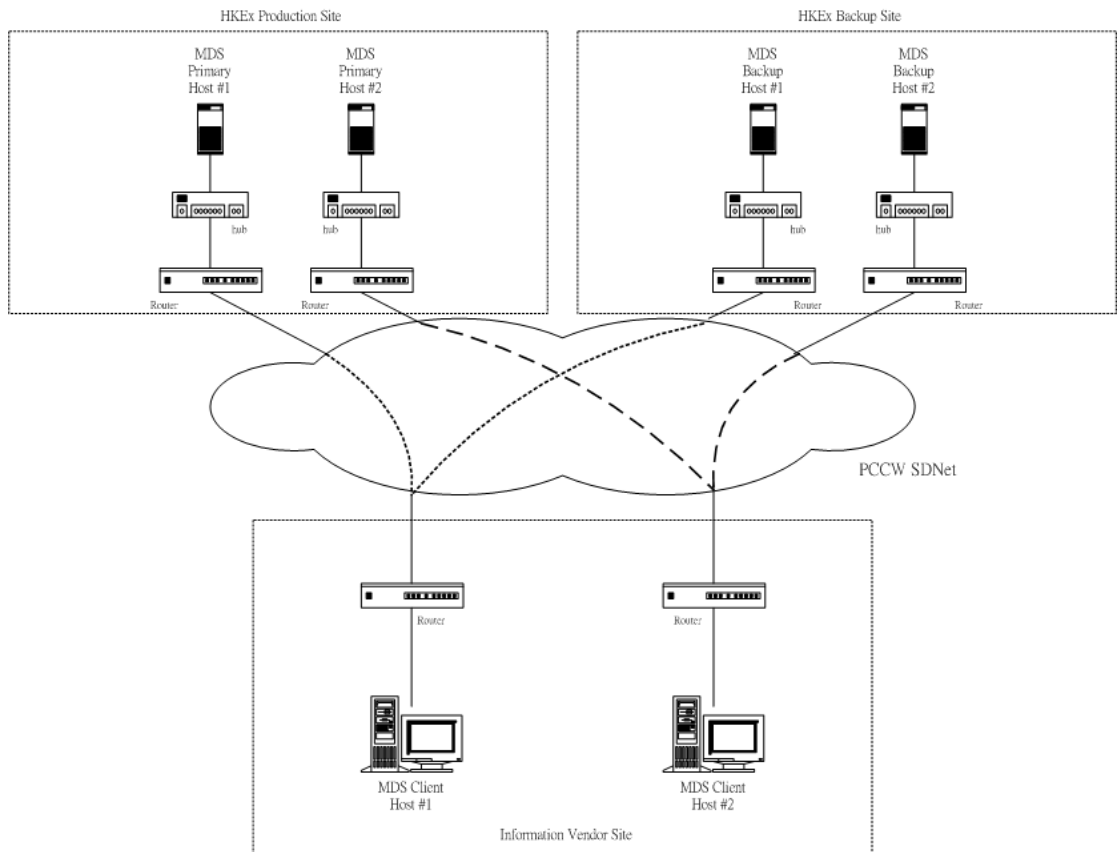 HKEx Production Site
HKEx Backup Site
MDS
Primary
Host #1
MDS
Primary
Host #2
MDS
Backup
Host #1
MDS
Backup
Host #2
hub
hub
hub
hub
Router
Router
Router
Router
PCCW SDNet
Router
Router
MDS Client
Host #1
MDS Client
Host #2
Information Vendor Site